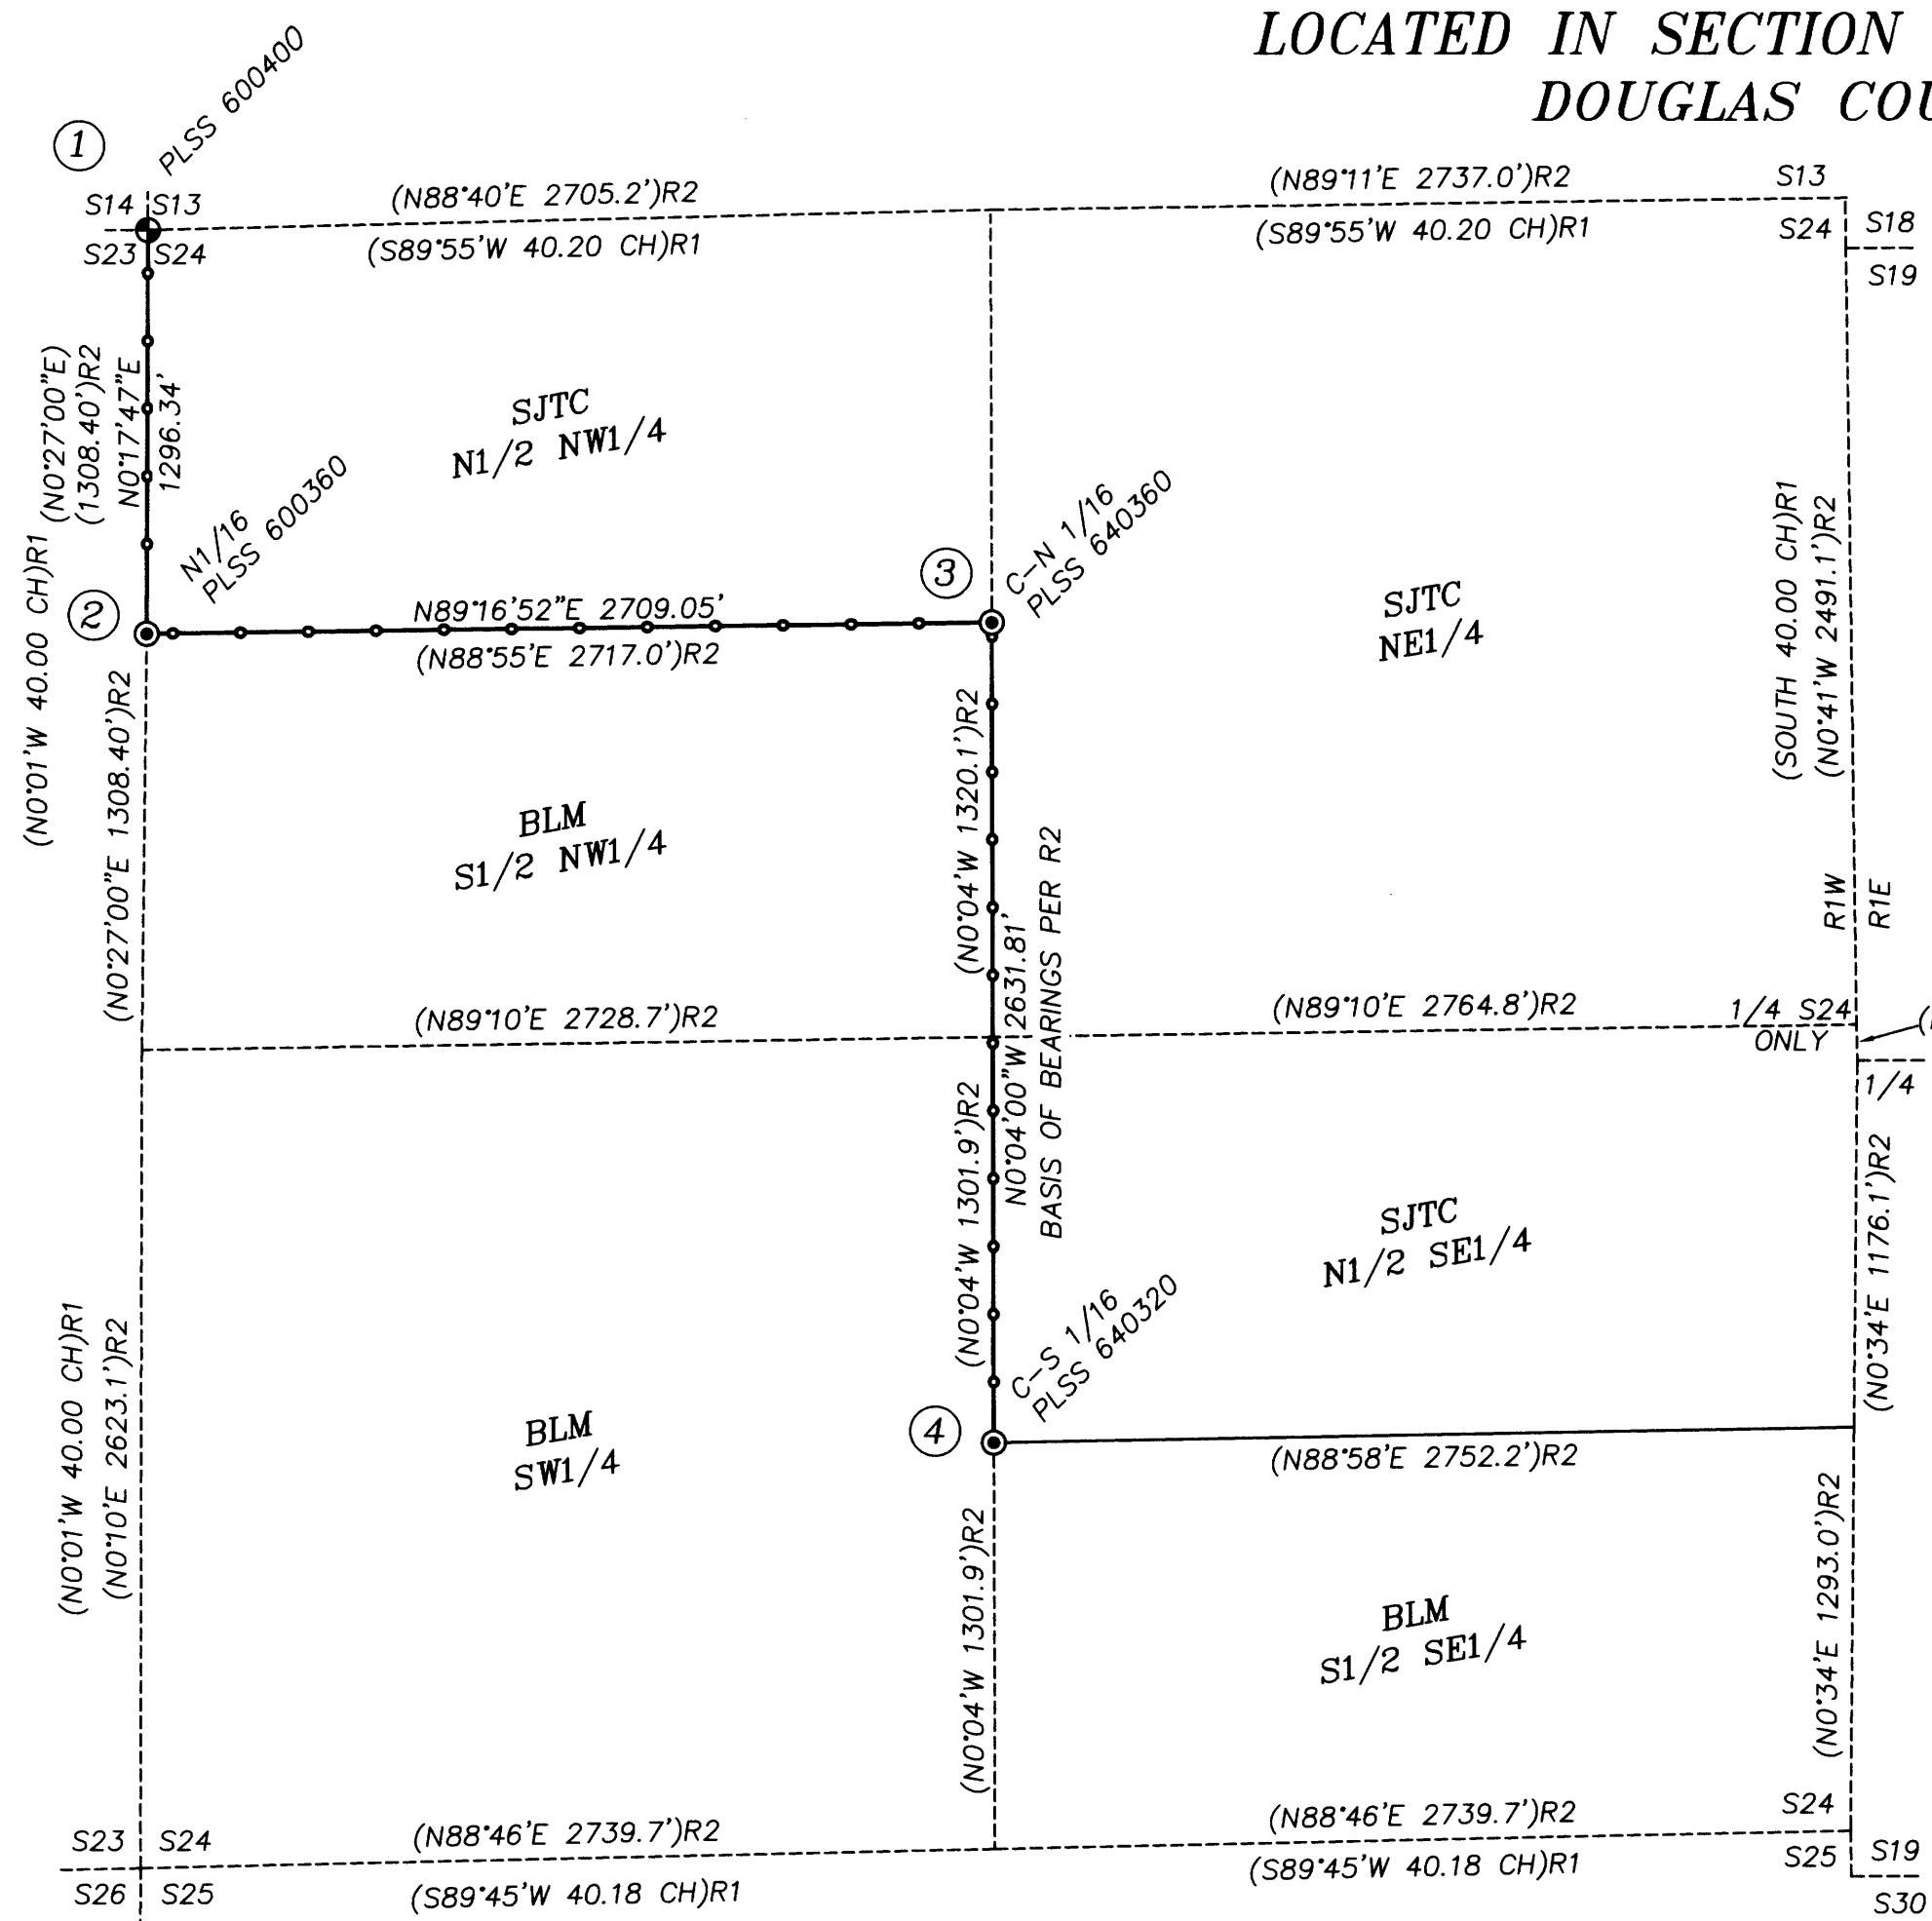 LOCATED IN SECTION
DOUGLAS COU
1
PLSS 600400
S14 S13
S23 S24
(N88°40'E 2705.2')R2
(S89°55'W 40.20 CH)R1
(N89°11'E 2737.0')R2
(S89°55'W 40.20 CH)R1
S13
S24
S18
S19
(N0°01'W 40.00 CH)R1
(N0°27'00"E)
(1308.40')R2
N0°17'47"E
1296.34'
SJTC
N1/2 NW1/4
N1/16
PLSS 600360
2
N89°16'52"E 2709.05'
(N88°55'E 2717.0')R2
3
C-N 1/16
PLSS 640360
SJTC
NE1/4
(SOUTH 40.00 CH)R1
(N0°41'W 2491.1')R2
(N0°27'00"E 1308.40')R2
BLM
S1/2 NW1/4
(N0°04'W 1320.1')R2
N0°04'00"W 2631.81'
BASIS OF BEARINGS PER R2
R1W
R1E
(N89°10'E 2728.7')R2
(N89°10'E 2764.8')R2
1/4 S24
ONLY
1/4
(N0°04'W 1301.9')R2
SJTC
N1/2 SE1/4
(N0°34'E 1176.1')R2
C-S 1/16
PLSS 640320
4
(N88°58'E 2752.2')R2
(N0°01'W 40.00 CH)R1
(N0°10'E 2623.1')R2
BLM
SW1/4
(N0°04'W 1301.9')R2
BLM
S1/2 SE1/4
(N0°34'E 1293.0')R2
S23 S24
S26 S25
(N88°46'E 2739.7')R2
(S89°45'W 40.18 CH)R1
(N88°46'E 2739.7')R2
(S89°45'W 40.18 CH)R1
S24
S25
S19
S30